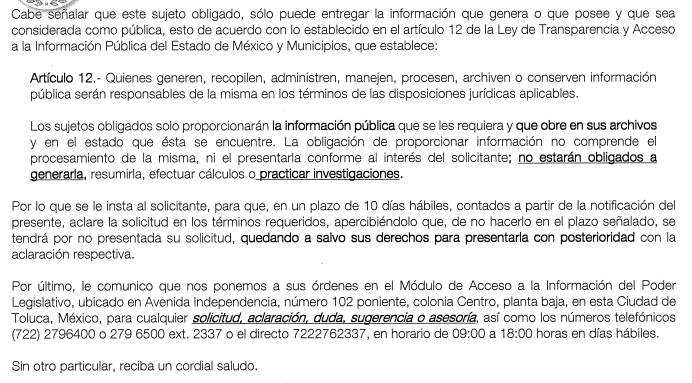 Cabe señalar que este sujeto obligado, sólo puede entregar la información que genera o que posee y que sea
considerada como pública, esto de acuerdo con lo establecido en el artículo 12 de la Ley de Transparencia y Acceso
a la Información Pública del Estado de México y Municipios, que establece:
Artículo 12.- Quienes generen, recopilen, administren, manejen, procesen, archiven o conserven información
pública serán responsables de la misma en los términos de las disposiciones jurídicas aplicables.
Los sujetos obligados solo proporcionarán la información pública que se les requiera y que obre en sus archivos
y en el estado que ésta se encuentre. La obligación de proporcionar información no comprende el
procesamiento de la misma, ni el presentarla conforme al interés del solicitante; no estarán obligados a
generarla, resumirla, efectuar cálculos o practicar investigaciones.
Por lo que se le insta al solicitante, para que, en un plazo de 10 días hábiles, contados a partir de la notificación del
presente, aclare la solicitud en los términos requeridos, apercibiéndolo que, de no hacerlo en el plazo señalado, se
tendrá por no presentada su solicitud, quedando a salvo sus derechos para presentarla con posterioridad con la
aclaración respectiva.
Por último, le comunico que nos ponemos a sus órdenes en el Módulo de Acceso a la Información del Poder
Legislativo, ubicado en Avenida Independencia, número 102 poniente, colonia Centro, planta baja, en esta Ciudad de
Toluca, México, para cualquier solicitud, aclaración, duda, sugerencia o asesoría, así como los números telefónicos
(722) 2796400 o 279 6500 ext. 2337 o el directo 7222762337, en horario de 09:00 a 18:00 horas en días hábiles.
Sin otro particular, reciba un cordial saludo.